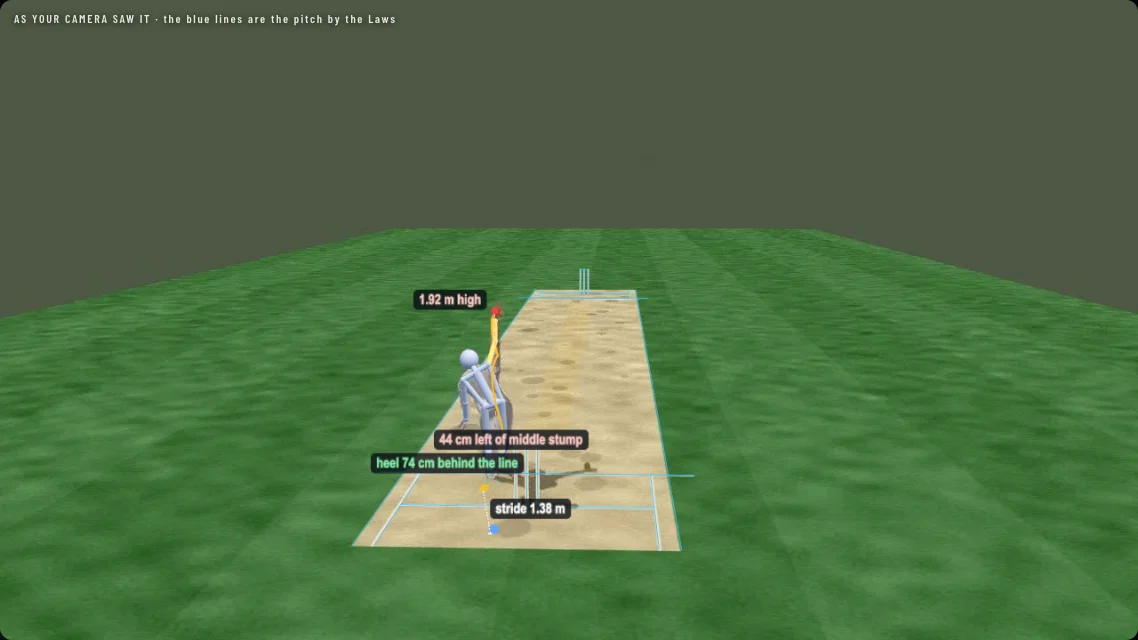 AS YOUR CAMERA SAW IT · the blue lines are the pitch by the Laws
1.92 m high
44 cm left of middle stump
heel 74 cm behind the line
stride 1.38 m